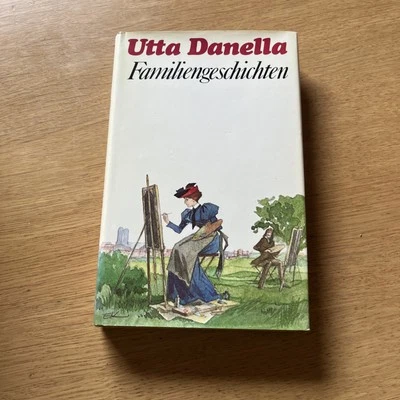 Utta Danella
Familiengeschichten